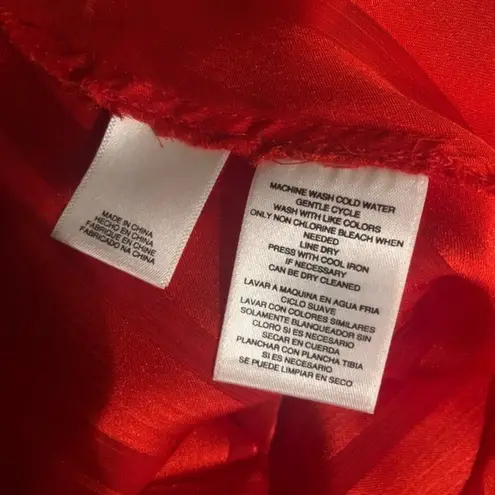 MADE IN CHINA
HECHO EN CHINA
FABRIQUE EN CHINE
FABRICADO NA CHINA
MACHINE WASH COLD WATER
GENTLE CYCLE
WASH WITH LIKE COLORS
ONLY NON CHLORINE BLEACH WHEN
NEEDED
LINE DRY
PRESS WITH COOL IRON
IF NECESSARY
CAN BE DRY CLEANED
LAVAR A MAQUINA EN AGUA FRIA
CICLO SUAVE
LAVAR CON COLORES SIMILARES
SOLAMENTE BLANQUEADOR SIN
CLORO SI ES NECESARIO
SECAR EN CUERDA
PLANCHAR CON PLANCHA TIBIA
SI ES NECESARIO
SE PUEDE LIMPIAR EN SECO